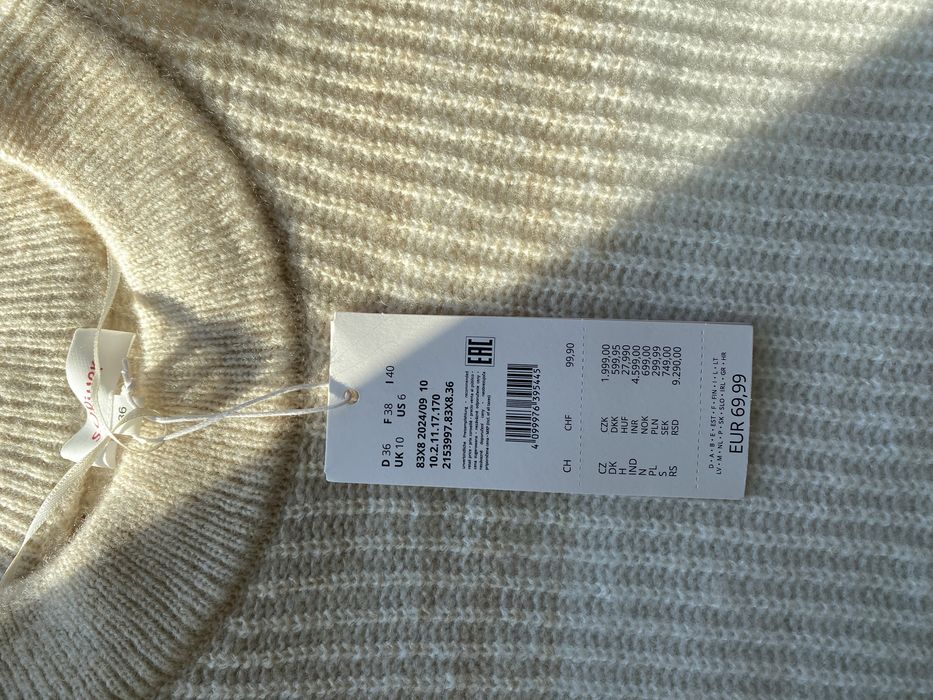 s.Oliver
36
D 36 F 38 I 40
UK 10 US 6
83X8 2024/09 10
10.2.11.17.170
2153997.83X8.36
EAC
4099976139544 5
CH CHF 99,90
CZ CZK 1.999,00
DK DKK 599,95
H HUF 27.990
IND INR 4.599,00
N NOK 699,00
PL PLN 299,99
S SEK 749,00
RS RSD 9.290,00
D • A • B • E • EST • F • FIN • I • L • LT
LV • M • NL • P • SK • SLO • IRL • GR • HR
EUR 69,99